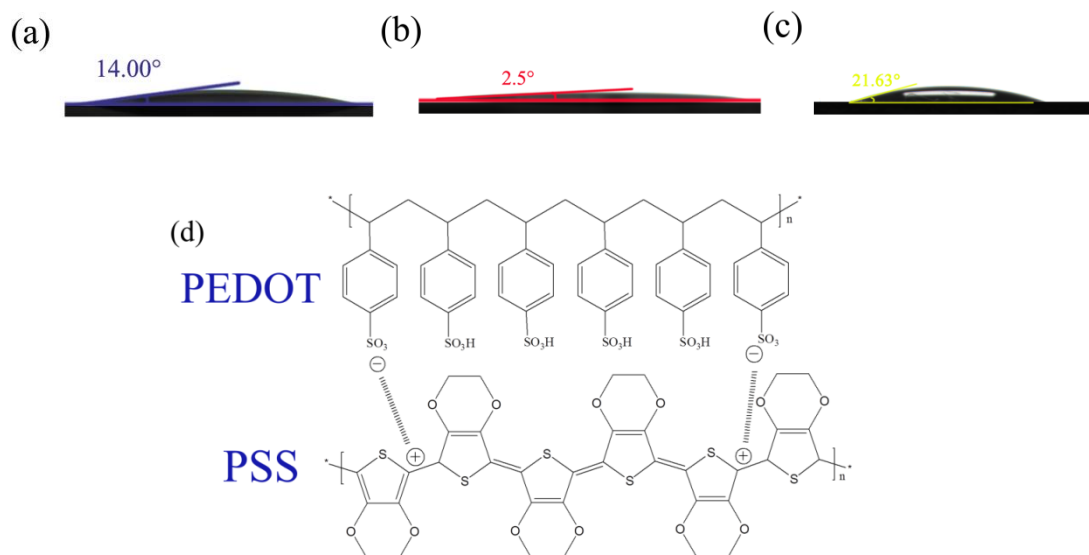 (a)
(b)
(c)
14.00°
2.5°
21.63°
(d)
PEDOT
* [ ]n *
SO3 SO3H SO3H SO3H SO3H SO3
⊖ ⊖
O O O O O O
PSS
S ⊕ S S ⊕
* [ ]n *
S S S
O O O O O O